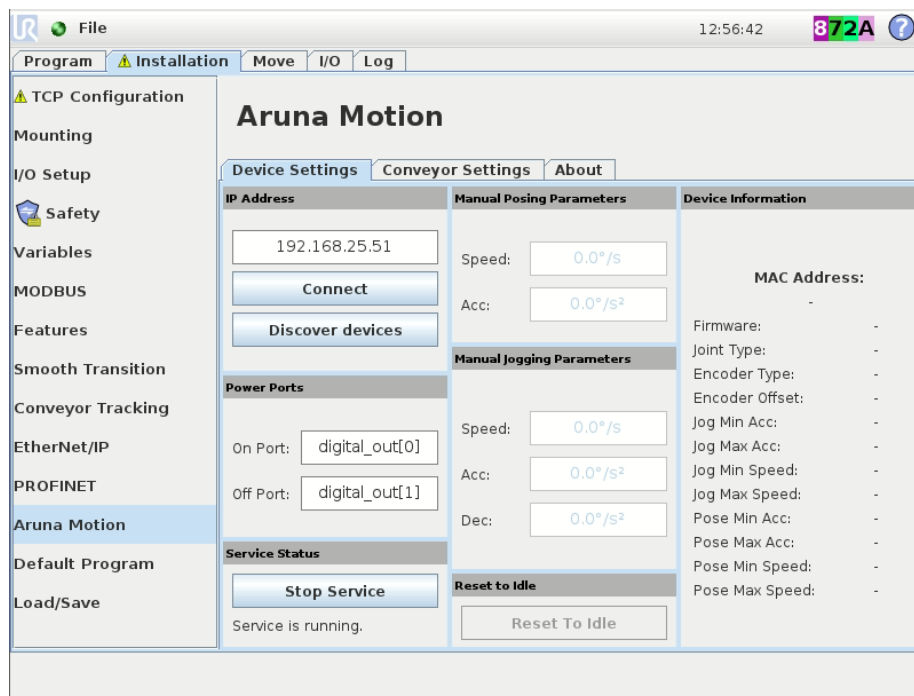 UR File 12:56:42 872A ?
Program Installation Move I/O Log
TCP Configuration
Mounting
I/O Setup
Safety
Variables
MODBUS
Features
Smooth Transition
Conveyor Tracking
EtherNet/IP
PROFINET
Aruna Motion
Default Program
Load/Save
Aruna Motion
Device Settings Conveyor Settings About
IP Address
192.168.25.51
Connect
Discover devices
Power Ports
On Port: digital_out[0]
Off Port: digital_out[1]
Service Status
Stop Service
Service is running.
Manual Posing Parameters
Speed: 0.0°/s
Acc: 0.0°/s²
Manual Jogging Parameters
Speed: 0.0°/s
Acc: 0.0°/s²
Dec: 0.0°/s²
Reset to Idle
Reset To Idle
Device Information
MAC Address:
-
Firmware: -
Joint Type: -
Encoder Type: -
Encoder Offset: -
Jog Min Acc: -
Jog Max Acc: -
Jog Min Speed: -
Jog Max Speed: -
Pose Min Acc: -
Pose Max Acc: -
Pose Min Speed: -
Pose Max Speed: -